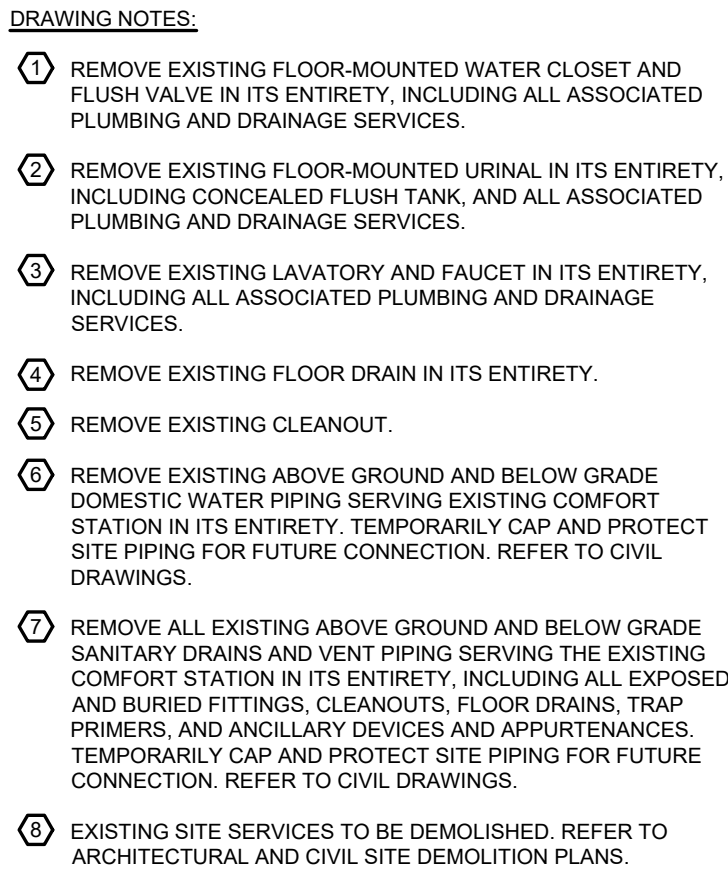 DRAWING NOTES:
1 REMOVE EXISTING FLOOR-MOUNTED WATER CLOSET AND
FLUSH VALVE IN ITS ENTIRETY, INCLUDING ALL ASSOCIATED
PLUMBING AND DRAINAGE SERVICES.
2 REMOVE EXISTING FLOOR-MOUNTED URINAL IN ITS ENTIRETY,
INCLUDING CONCEALED FLUSH TANK, AND ALL ASSOCIATED
PLUMBING AND DRAINAGE SERVICES.
3 REMOVE EXISTING LAVATORY AND FAUCET IN ITS ENTIRETY,
INCLUDING ALL ASSOCIATED PLUMBING AND DRAINAGE
SERVICES.
4 REMOVE EXISTING FLOOR DRAIN IN ITS ENTIRETY.
5 REMOVE EXISTING CLEANOUT.
6 REMOVE EXISTING ABOVE GROUND AND BELOW GRADE
DOMESTIC WATER PIPING SERVING EXISTING COMFORT
STATION IN ITS ENTIRETY. TEMPORARILY CAP AND PROTECT
SITE PIPING FOR FUTURE CONNECTION. REFER TO CIVIL
DRAWINGS.
7 REMOVE ALL EXISTING ABOVE GROUND AND BELOW GRADE
SANITARY DRAINS AND VENT PIPING SERVING THE EXISTING
COMFORT STATION IN ITS ENTIRETY, INCLUDING ALL EXPOSED
AND BURIED FITTINGS, CLEANOUTS, FLOOR DRAINS, TRAP
PRIMERS, AND ANCILLARY DEVICES AND APPURTENANCES.
TEMPORARILY CAP AND PROTECT SITE PIPING FOR FUTURE
CONNECTION. REFER TO CIVIL DRAWINGS.
8 EXISTING SITE SERVICES TO BE DEMOLISHED. REFER TO
ARCHITECTURAL AND CIVIL SITE DEMOLITION PLANS.